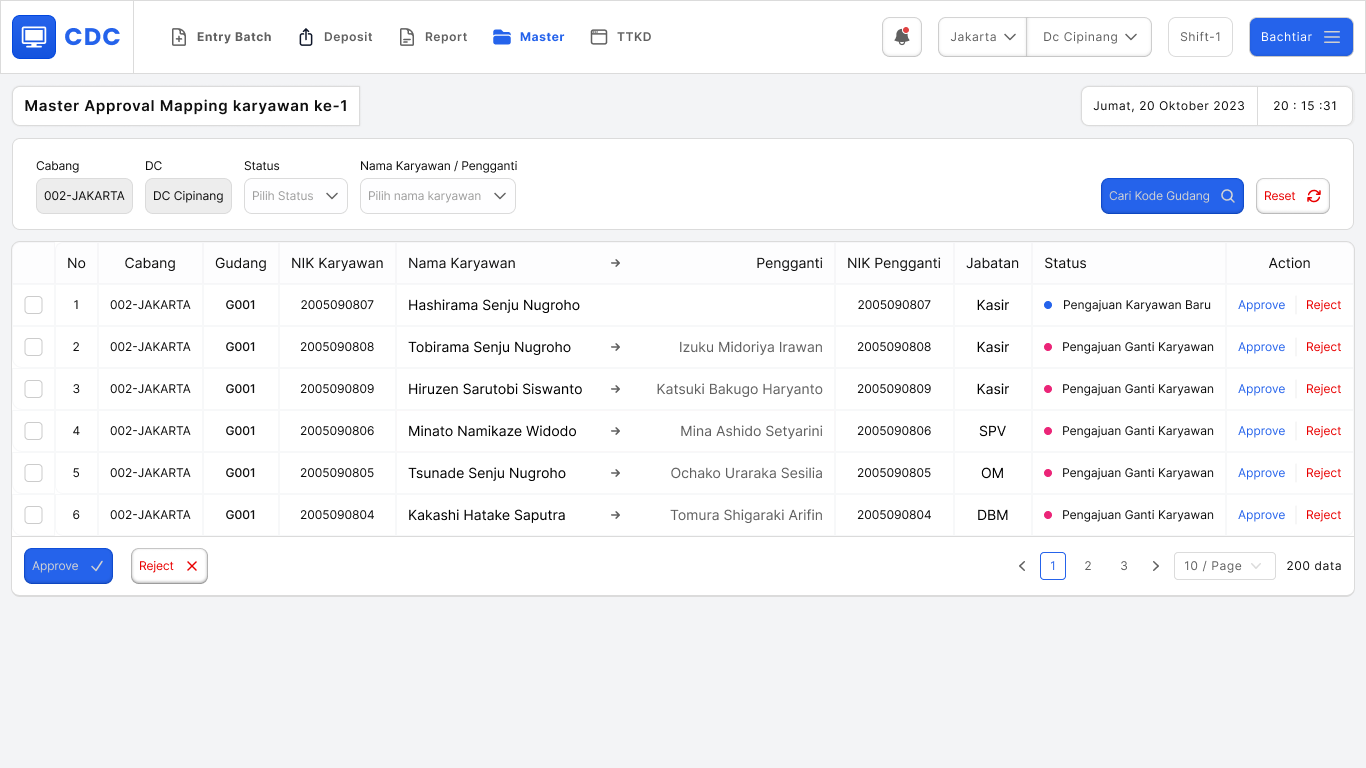 CDC
Entry Batch Deposit Report Master TTKD
Jakarta Dc Cipinang Shift-1 Bachtiar
Master Approval Mapping karyawan ke-1
Jumat, 20 Oktober 2023 20 : 15 : 31
Cabang DC Status Nama Karyawan / Pengganti
002-JAKARTA DC Cipinang Pilih Status Pilih nama karyawan Cari Kode Gudang Reset
No Cabang Gudang NIK Karyawan Nama Karyawan → Pengganti NIK Pengganti Jabatan Status Action
1 002-JAKARTA G001 2005090807 Hashirama Senju Nugroho 2005090807 Kasir Pengajuan Karyawan Baru Approve Reject
2 002-JAKARTA G001 2005090808 Tobirama Senju Nugroho → Izuku Midoriya Irawan 2005090808 Kasir Pengajuan Ganti Karyawan Approve Reject
3 002-JAKARTA G001 2005090809 Hiruzen Sarutobi Siswanto → Katsuki Bakugo Haryanto 2005090809 Kasir Pengajuan Ganti Karyawan Approve Reject
4 002-JAKARTA G001 2005090806 Minato Namikaze Widodo → Mina Ashido Setyarini 2005090806 SPV Pengajuan Ganti Karyawan Approve Reject
5 002-JAKARTA G001 2005090805 Tsunade Senju Nugroho → Ochako Uraraka Sesilia 2005090805 OM Pengajuan Ganti Karyawan Approve Reject
6 002-JAKARTA G001 2005090804 Kakashi Hatake Saputra → Tomura Shigaraki Arifin 2005090804 DBM Pengajuan Ganti Karyawan Approve Reject
Approve Reject 1 2 3 10 / Page 200 data